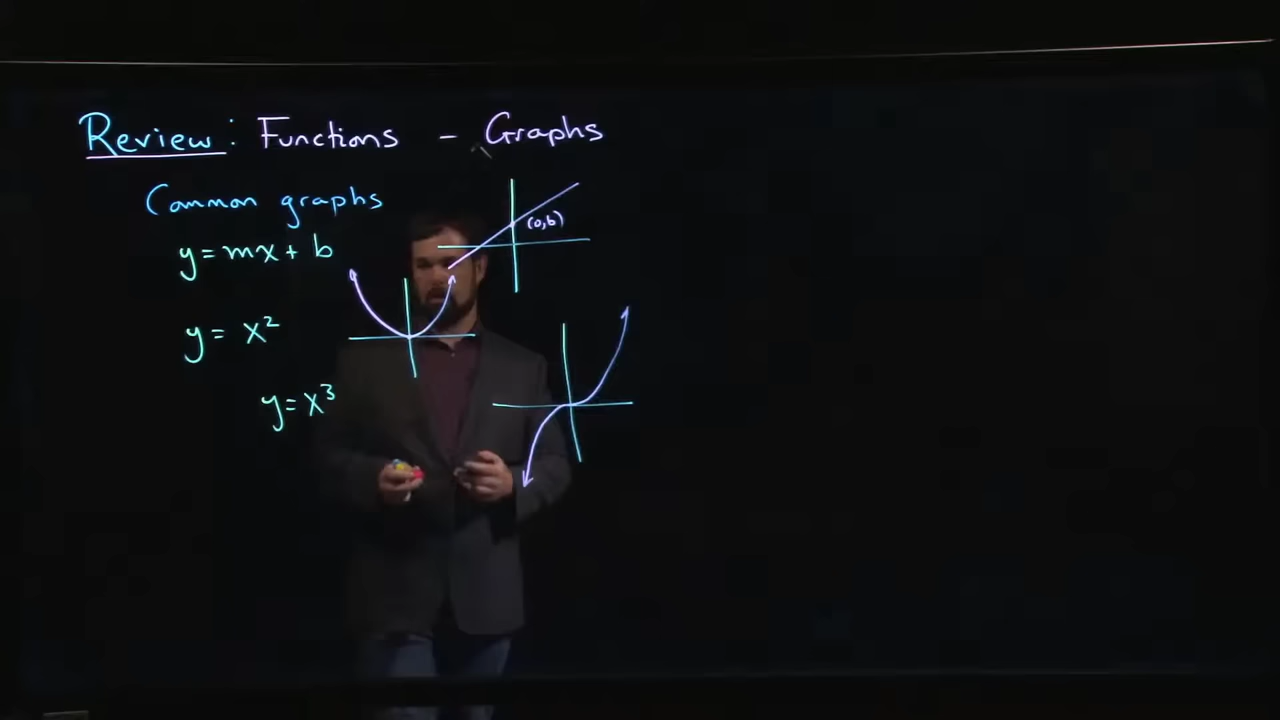 Review: Functions - Graphs
Common graphs
y = mx + b
(0,b)
y = x²
y = x³